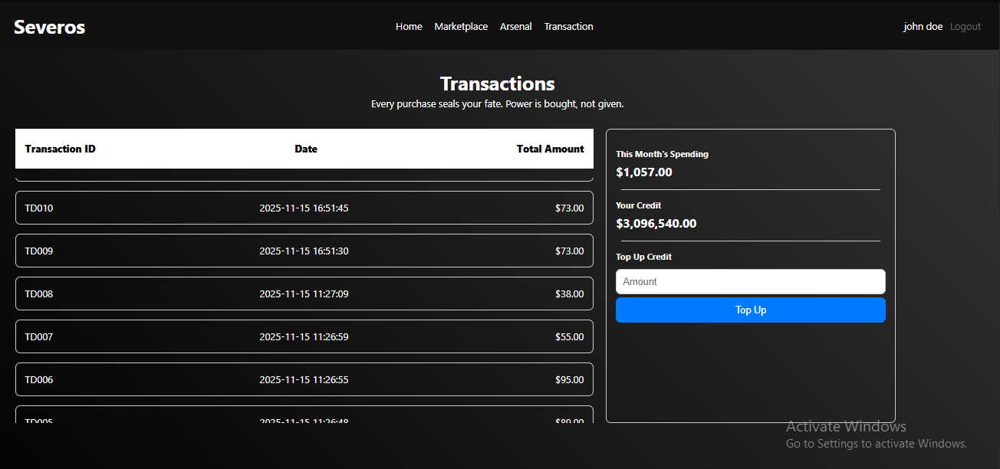 Severos
Home Marketplace Arsenal Transaction
john doe Logout
Transactions
Every purchase seals your fate. Power is bought, not given.
Transaction ID Date Total Amount
TD010 2025-11-15 16:51:45 $73.00
TD009 2025-11-15 16:51:30 $73.00
TD008 2025-11-15 11:27:09 $38.00
TD007 2025-11-15 11:26:59 $55.00
TD006 2025-11-15 11:26:55 $95.00
TD005 2025-11-15 11:26:48 $89.00
This Month's Spending
$1,057.00
Your Credit
$3,096,540.00
Top Up Credit
Amount
Top Up
Activate Windows
Go to Settings to activate Windows.